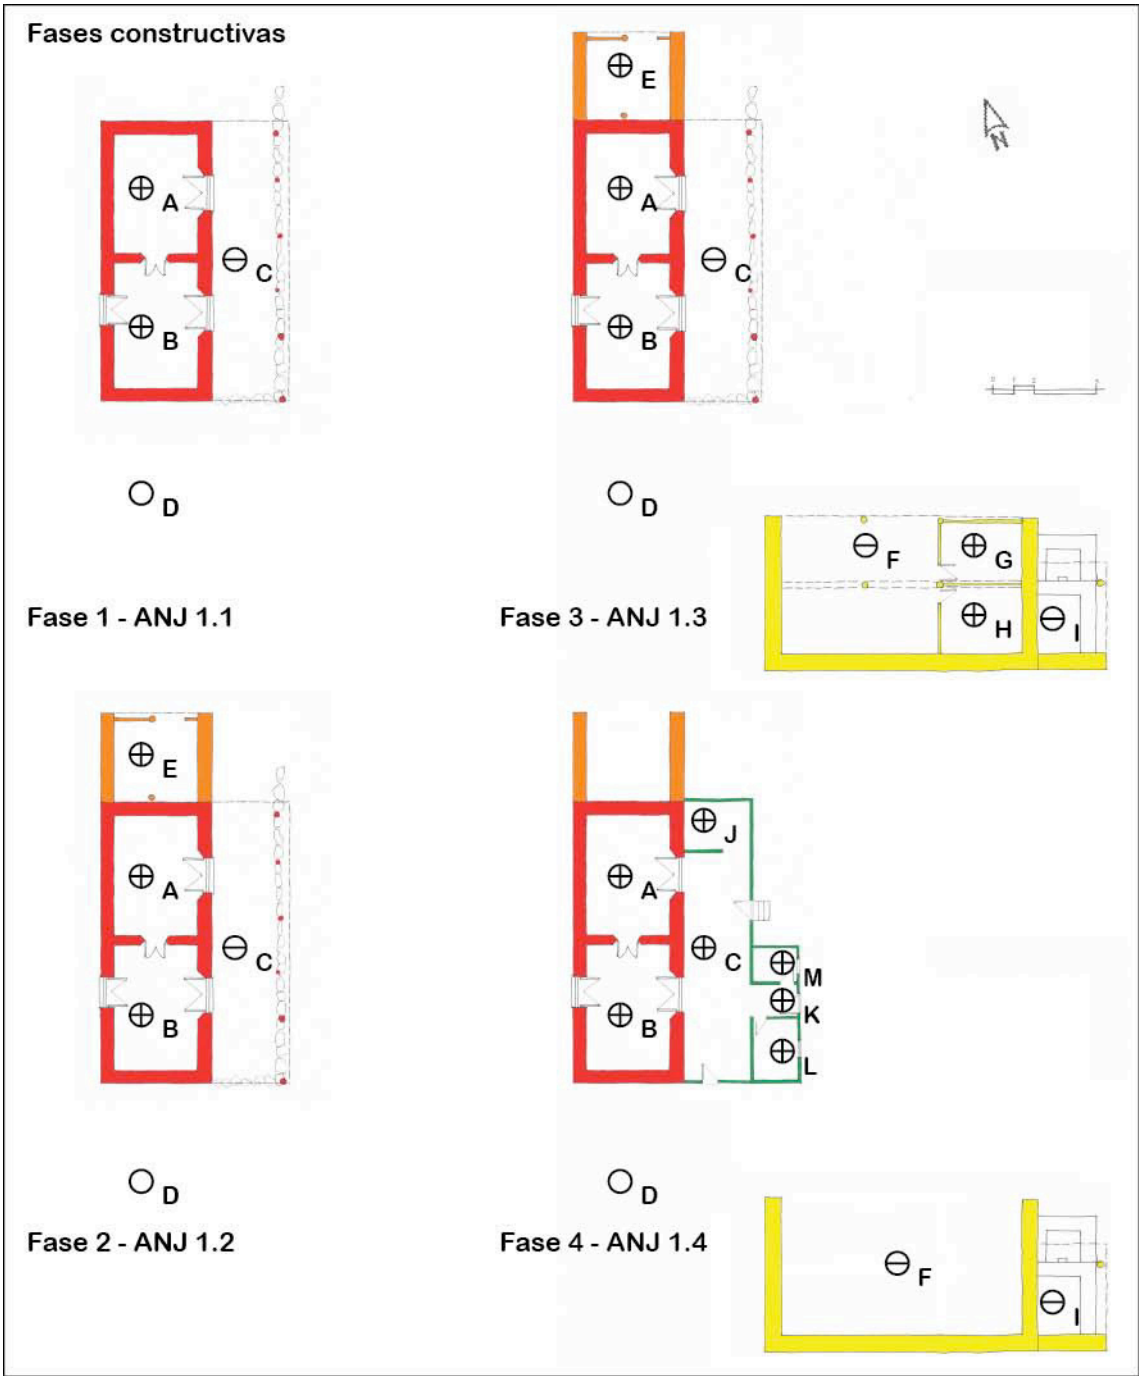 Fases constructivas
E
N
A
A
C
C
B
B
D
D
F
G
H
I
Fase 1 - ANJ 1.1
Fase 3 - ANJ 1.3
E
J
A
A
C
C
M
K
B
B
L
D
D
Fase 2 - ANJ 1.2
Fase 4 - ANJ 1.4
F
I